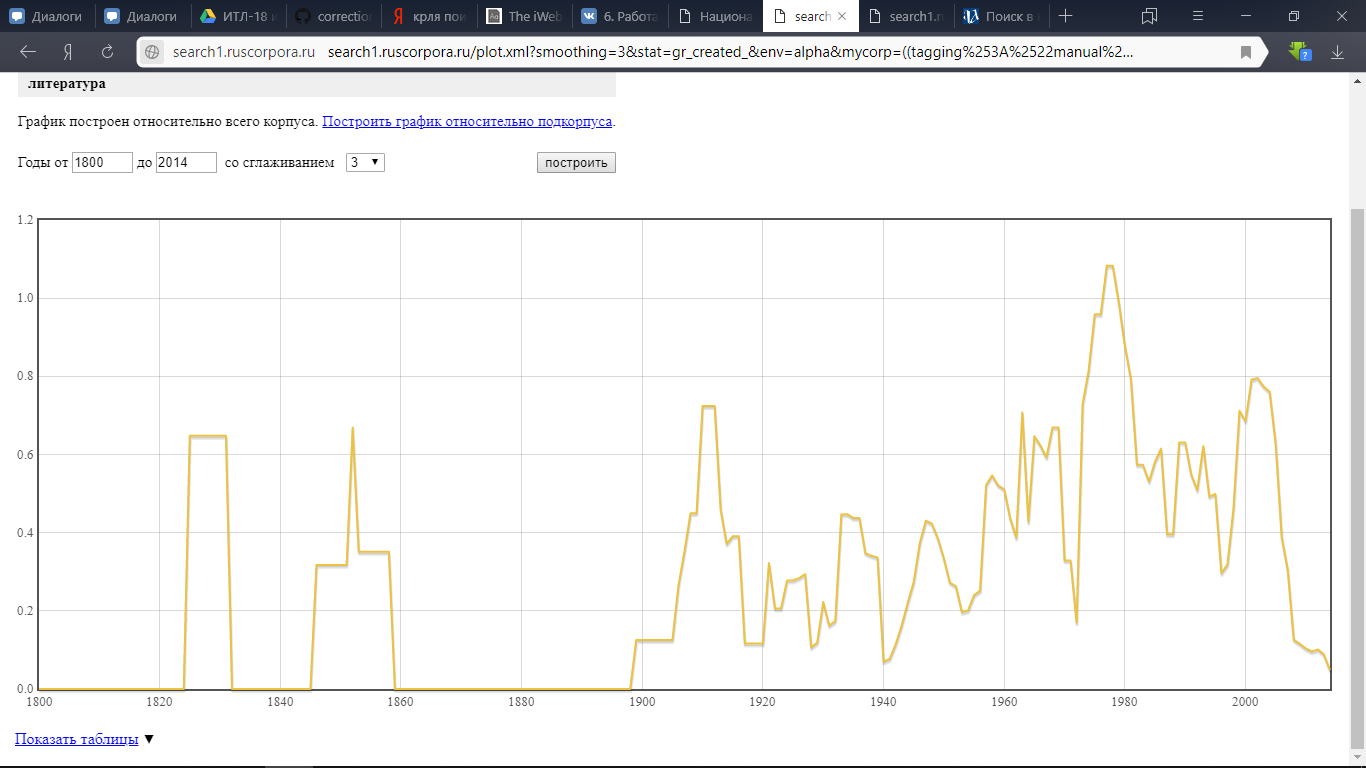 Диалоги
Диалоги
ИТЛ-18 и
correction
крля пои
The iWeb
6. Работа
Национа
search
search1.r
Поиск в
search1.ruscorpora.ru search1.ruscorpora.ru/plot.xml?smoothing=3&stat=gr_created_&env=alpha&mycorp=((tagging%253A%2522manual%2...
литература
График построен относительно всего корпуса. Построить график относительно подкорпуса.
Годы от 1800 до 2014 со сглаживанием 3 построить
1.2
1.0
0.8
0.6
0.4
0.2
0.0
1800 1820 1840 1860 1880 1900 1920 1940 1960 1980 2000
Показать таблицы ▼